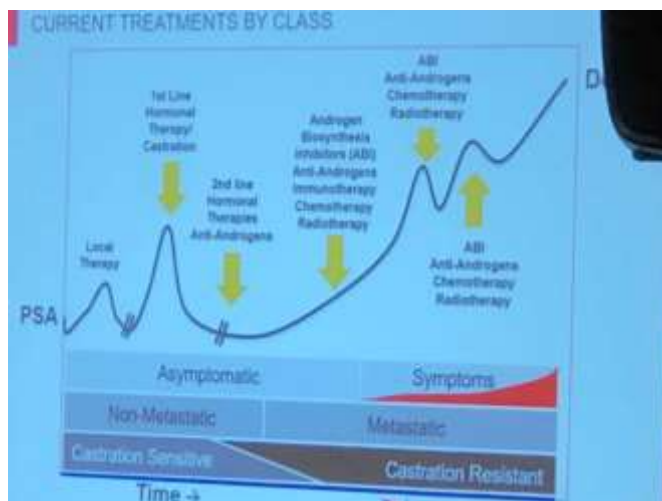 CURRENT TREATMENTS BY CLASS
ABI
Anti-Androgens
Chemotherapy
Radiotherapy
1st Line
Hormonal
Therapy/
Castration
Androgen
Biosynthesis
Inhibitors (ABI)
Anti-Androgens
Immunotherapy
Chemotherapy
Radiotherapy
2nd line
Hormonal
Therapies
Anti-Androgens
Local
Therapy
ABI
Anti-Androgens
Chemotherapy
Radiotherapy
PSA
Asymptomatic
Symptoms
Non-Metastatic
Metastatic
Castration Sensitive
Castration Resistant
Time →